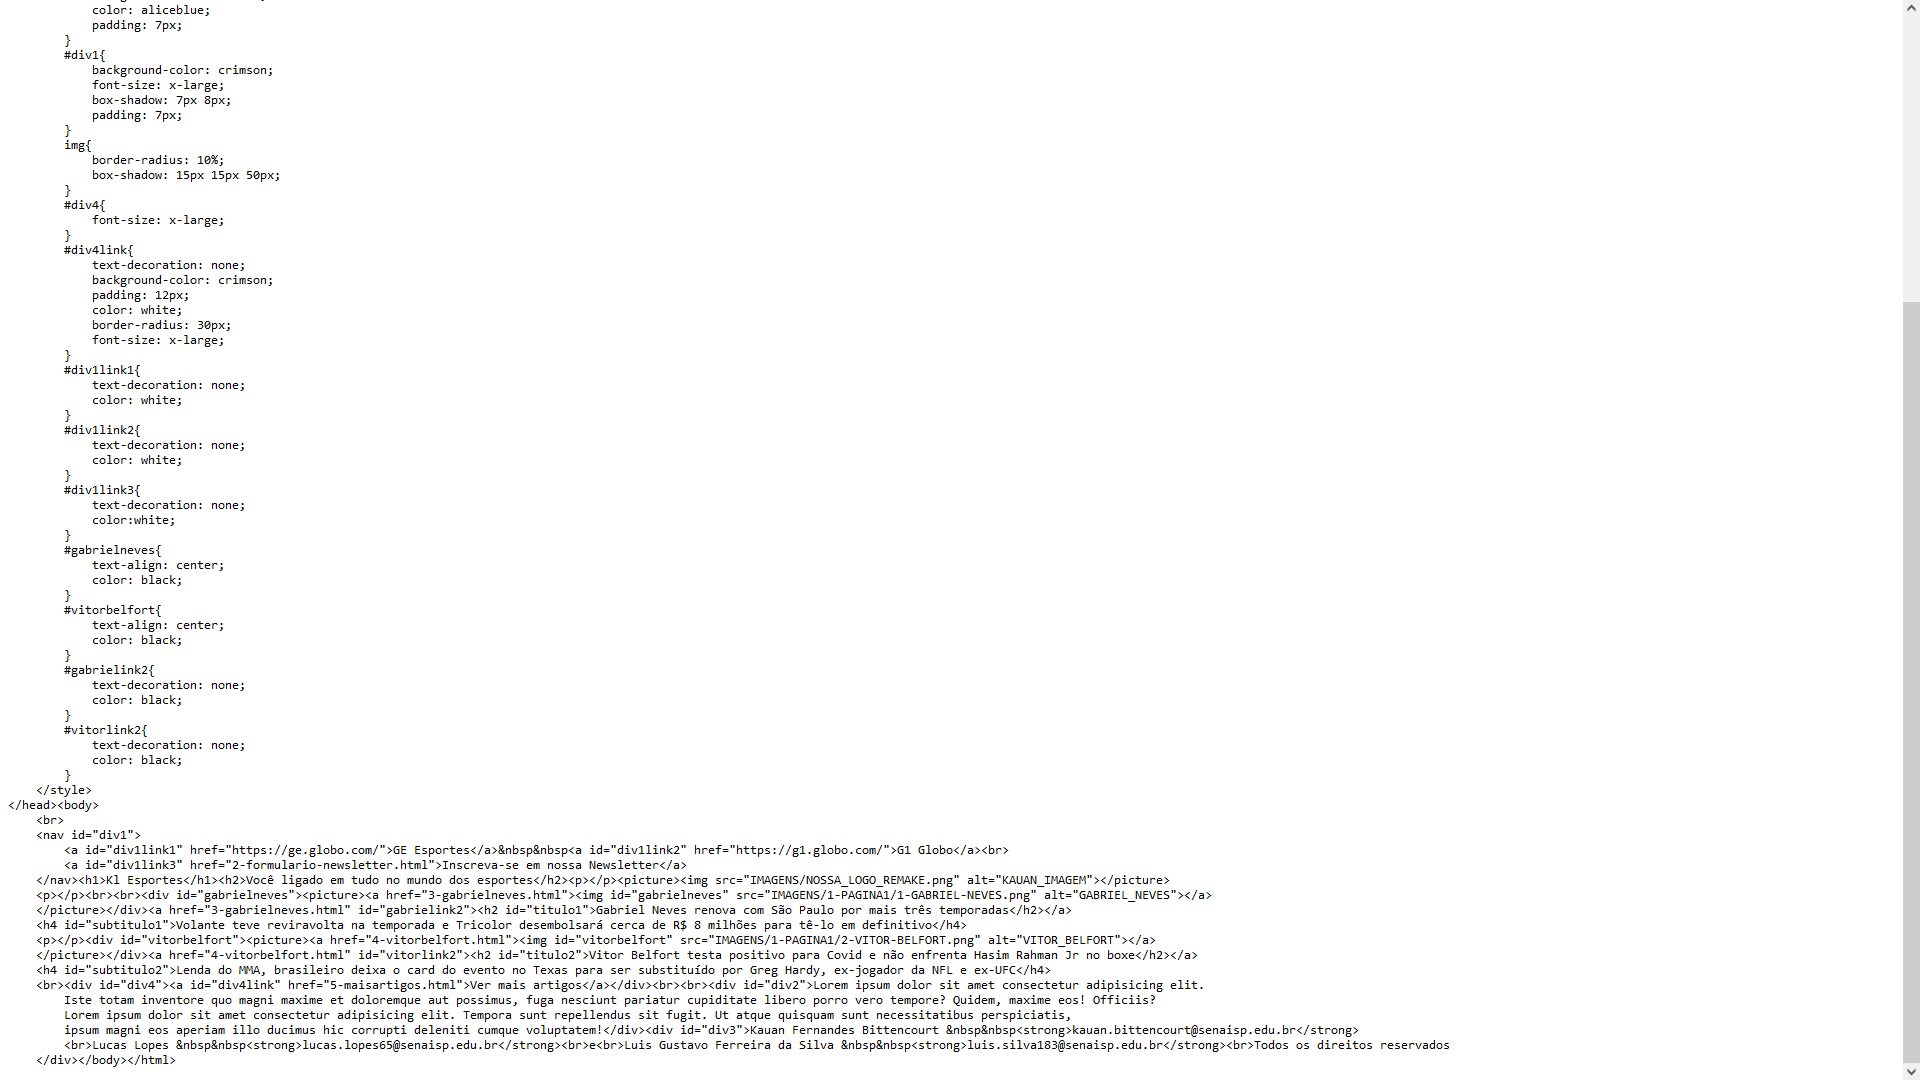 color: aliceblue;
padding: 7px;
}
#div1{
background-color: crimson;
font-size: x-large;
box-shadow: 7px 8px;
padding: 7px;
}
img{
border-radius: 10%;
box-shadow: 15px 15px 50px;
}
#div4{
font-size: x-large;
}
#div4link{
text-decoration: none;
background-color: crimson;
padding: 12px;
color: white;
border-radius: 30px;
font-size: x-large;
}
#div1link1{
text-decoration: none;
color: white;
}
#div1link2{
text-decoration: none;
color: white;
}
#div1link3{
text-decoration: none;
color:white;
}
#gabrielneves{
text-align: center;
color: black;
}
#vitorbelfort{
text-align: center;
color: black;
}
#gabrielink2{
text-decoration: none;
color: black;
}
#vitorlink2{
text-decoration: none;
color: black;
}
</style>
</head><body>
<br>
<nav id="div1">
<a id="div1link1" href="https://ge.globo.com/">GE Esportes</a>&nbsp&nbsp<a id="div1link2" href="https://g1.globo.com/">G1 Globo</a><br>
<a id="div1link3" href="2-formulario-newsletter.html">Inscreva-se em nossa Newsletter</a>
</nav><h1>Kl Esportes</h1><h2>Você ligado em tudo no mundo dos esportes</h2><p></p><picture><img src="IMAGENS/NOSSA_LOGO_REMAKE.png" alt="KAUAN_IMAGEM"></picture>
<p></p><br><br><div id="gabrielneves"><picture><a href="3-gabrielneves.html"><img id="gabrielneves" src="IMAGENS/1-PAGINA1/1-GABRIEL-NEVES.png" alt="GABRIEL_NEVES"></a>
</picture></div><a href="3-gabrielneves.html" id="gabrielink2"><h2 id="titulo1">Gabriel Neves renova com São Paulo por mais três temporadas</h2></a>
<h4 id="subtitulo1">Volante teve reviravolta na temporada e Tricolor desembolsará cerca de R$ 8 milhões para tê-lo em definitivo</h4>
<p></p><div id="vitorbelfort"><picture><a href="4-vitorbelfort.html"><img id="vitorbelfort" src="IMAGENS/1-PAGINA1/2-VITOR-BELFORT.png" alt="VITOR_BELFORT"></a>
</picture></div><a href="4-vitorbelfort.html" id="vitorlink2"><h2 id="titulo2">Vitor Belfort testa positivo para Covid e não enfrenta Hasim Rahman Jr no boxe</h2></a>
<h4 id="subtitulo2">Lenda do MMA, brasileiro deixa o card do evento no Texas para ser substituído por Greg Hardy, ex-jogador da NFL e ex-UFC</h4>
<br><div id="div4"><a id="div4link" href="5-maisartigos.html">Ver mais artigos</a></div><br><br><div id="div2">Lorem ipsum dolor sit amet consectetur adipisicing elit.
Iste totam inventore quo magni maxime et doloremque aut possimus, fuga nesciunt pariatur cupiditate libero porro vero tempore? Quidem, maxime eos! Officiis?
Lorem ipsum dolor sit amet consectetur adipisicing elit. Tempora sunt repellendus sit fugit. Ut atque quisquam sunt necessitatibus perspiciatis,
ipsum magni eos aperiam illo ducimus hic corrupti deleniti cumque voluptatem!</div><div id="div3">Kauan Fernandes Bittencourt &nbsp&nbsp<strong>kauan.bittencourt@senaisp.edu.br</strong>
<br>Lucas Lopes &nbsp&nbsp<strong>lucas.lopes65@senaisp.edu.br</strong><br>e<br>Luis Gustavo Ferreira da Silva &nbsp&nbsp<strong>luis.silva183@senaisp.edu.br</strong><br>Todos os direitos reservados
</div></body></html>